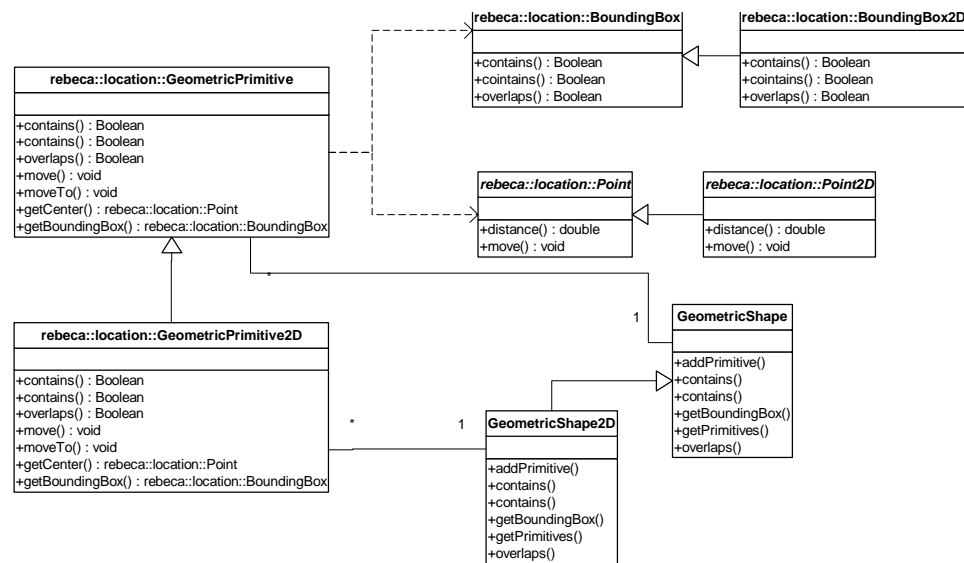 rebeca::location::BoundingBox
+contains() : Boolean
+cointains() : Boolean
+overlaps() : Boolean
rebeca::location::BoundingBox2D
+contains() : Boolean
+cointains() : Boolean
+overlaps() : Boolean
rebeca::location::GeometricPrimitive
+contains() : Boolean
+contains() : Boolean
+overlaps() : Boolean
+move() : void
+moveTo() : void
+getCenter() : rebeca::location::Point
+getBoundingBox() : rebeca::location::BoundingBox
rebeca::location::Point
+distance() : double
+move() : void
rebeca::location::Point2D
+distance() : double
+move() : void
*
1
GeometricShape
+addPrimitive()
+contains()
+contains()
+getBoundingBox()
+getPrimitives()
+overlaps()
rebeca::location::GeometricPrimitive2D
+contains() : Boolean
+contains() : Boolean
+overlaps() : Boolean
+move() : void
+moveTo() : void
+getCenter() : rebeca::location::Point
+getBoundingBox() : rebeca::location::BoundingBox
*
1
GeometricShape2D
+addPrimitive()
+contains()
+contains()
+getBoundingBox()
+getPrimitives()
+overlaps()